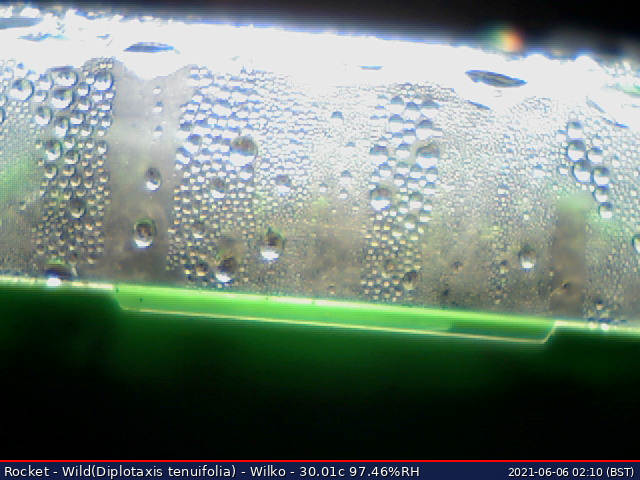 Rocket - Wild(Diplotaxis tenuifolia) - Wilko - 30.01c 97.46%RH
2021-06-06 02:10 (BST)